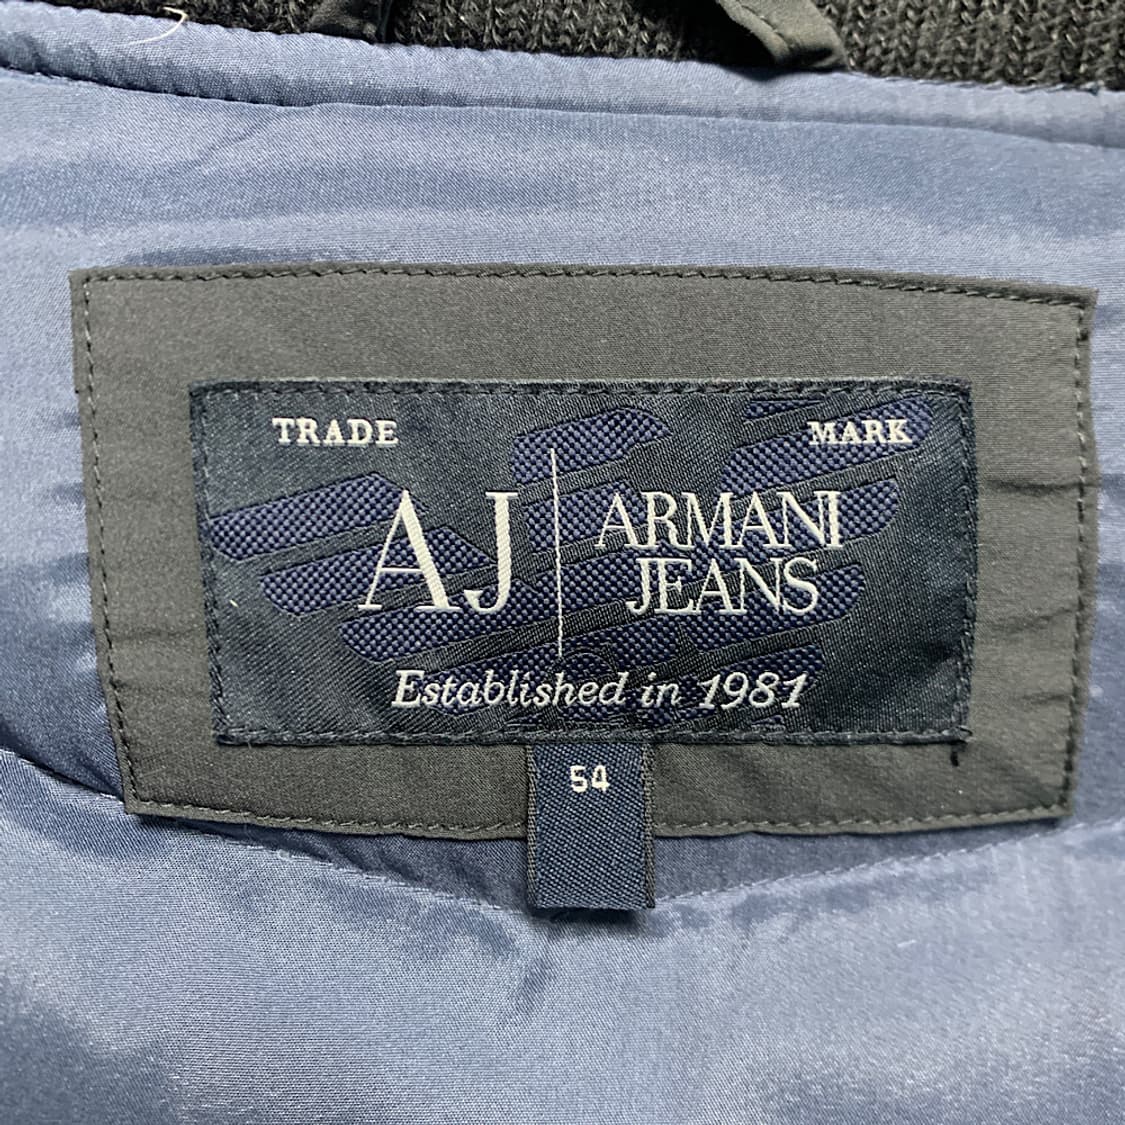 TRADE MARK
AJ ARMANI
JEANS
Established in 1981
54